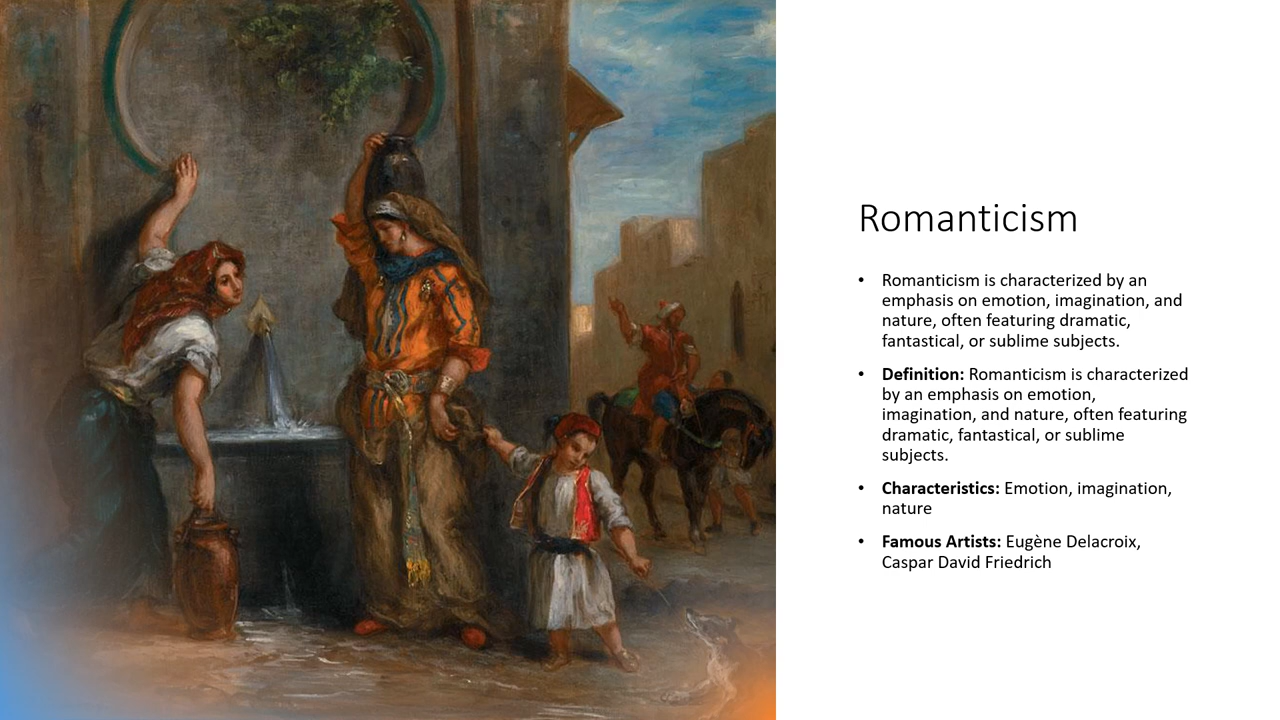 Romanticism
• Romanticism is characterized by an
emphasis on emotion, imagination, and
nature, often featuring dramatic,
fantastical, or sublime subjects.
• Definition: Romanticism is characterized
by an emphasis on emotion,
imagination, and nature, often featuring
dramatic, fantastical, or sublime
subjects.
• Characteristics: Emotion, imagination,
nature
• Famous Artists: Eugène Delacroix,
Caspar David Friedrich